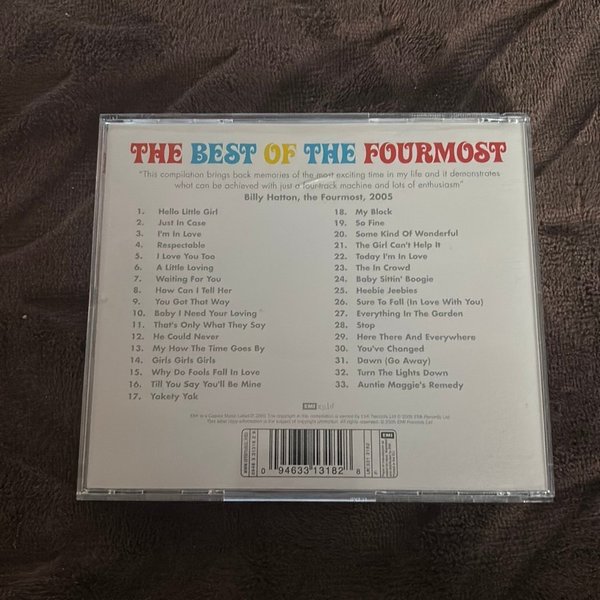 THE BEST OF THE FOURMOST
"This compilation brings back memories of the most exciting time in my life and it demonstrates
what can be achieved with just a four-track machine and lots of enthusiasm"
Billy Hatton, the Fourmost, 2005
1. Hello Little Girl
2. Just In Case
3. I'm In Love
4. Respectable
5. I Love You Too
6. A Little Loving
7. Waiting For You
8. How Can I Tell Her
9. You Got That Way
10. Baby I Need Your Loving
11. That's Only What They Say
12. He Could Never
13. My How The Time Goes By
14. Girls Girls Girls
15. Why Do Fools Fall In Love
16. Till You Say You'll Be Mine
17. Yakety Yak
18. My Block
19. So Fine
20. Some Kind Of Wonderful
21. The Girl Can't Help It
22. Today I'm In Love
23. The In Crowd
24. Baby Sittin' Boogie
25. Heebie Jeebies
26. Sure To Fall (In Love With You)
27. Everything In The Garden
28. Stop
29. Here There And Everywhere
30. You've Changed
31. Dawn (Go Away)
32. Turn The Lights Down
33. Auntie Maggie's Remedy
EMI gold
0 94633 13182 8
EMI